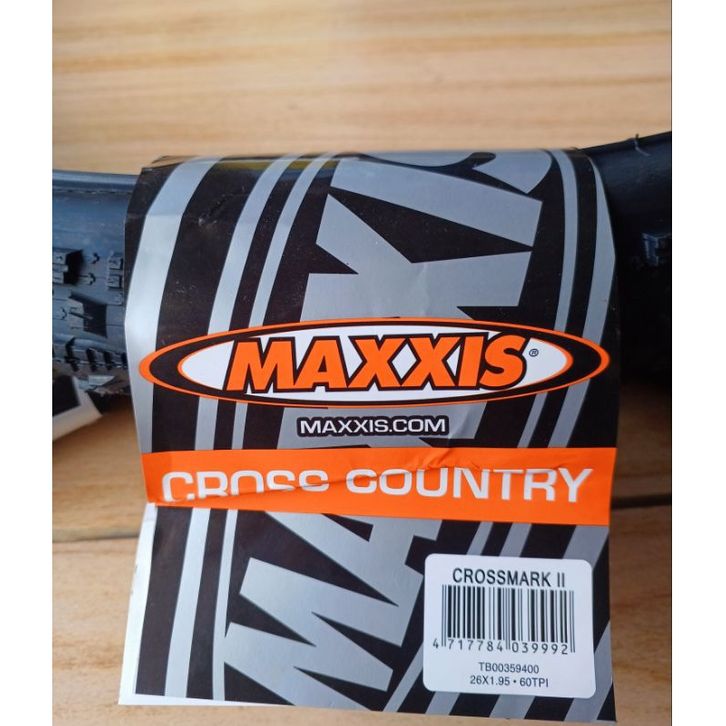 MAXXIS®
MAXXIS.COM
CROSS COUNTRY
CROSSMARK II
4 717784 039992
TB00359400
26X1.95 • 60TPI